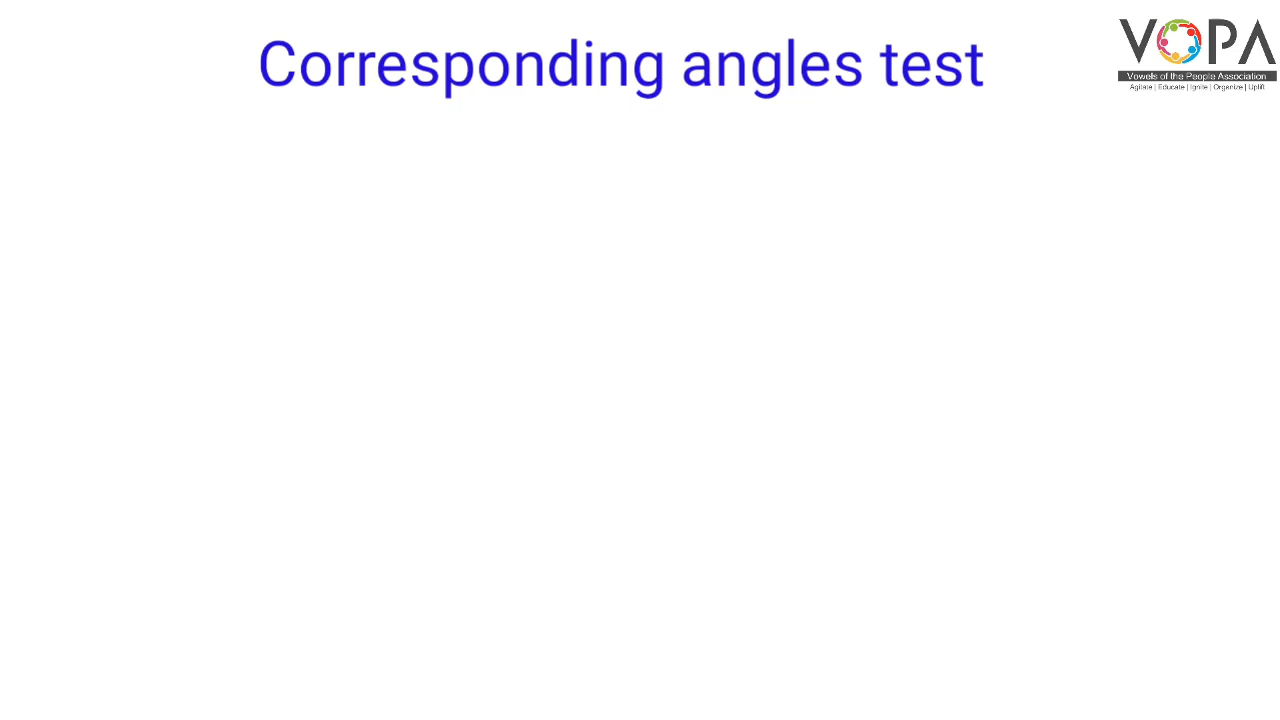 Corresponding angles test
VOPA
Vowels of the People Association
Agitate | Educate | Ignite | Organize | Uplift